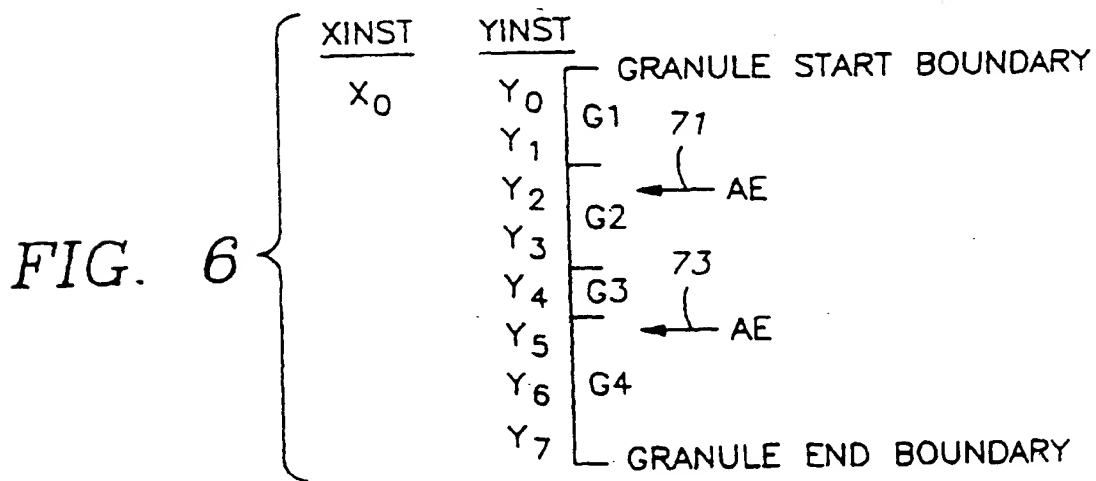 XINST YINST
GRANULE START BOUNDARY
X0 Y0
G1
71
Y1
Y2
AE
G2
FIG. 6
Y3
73
Y4
G3
Y5
AE
Y6
G4
Y7
GRANULE END BOUNDARY